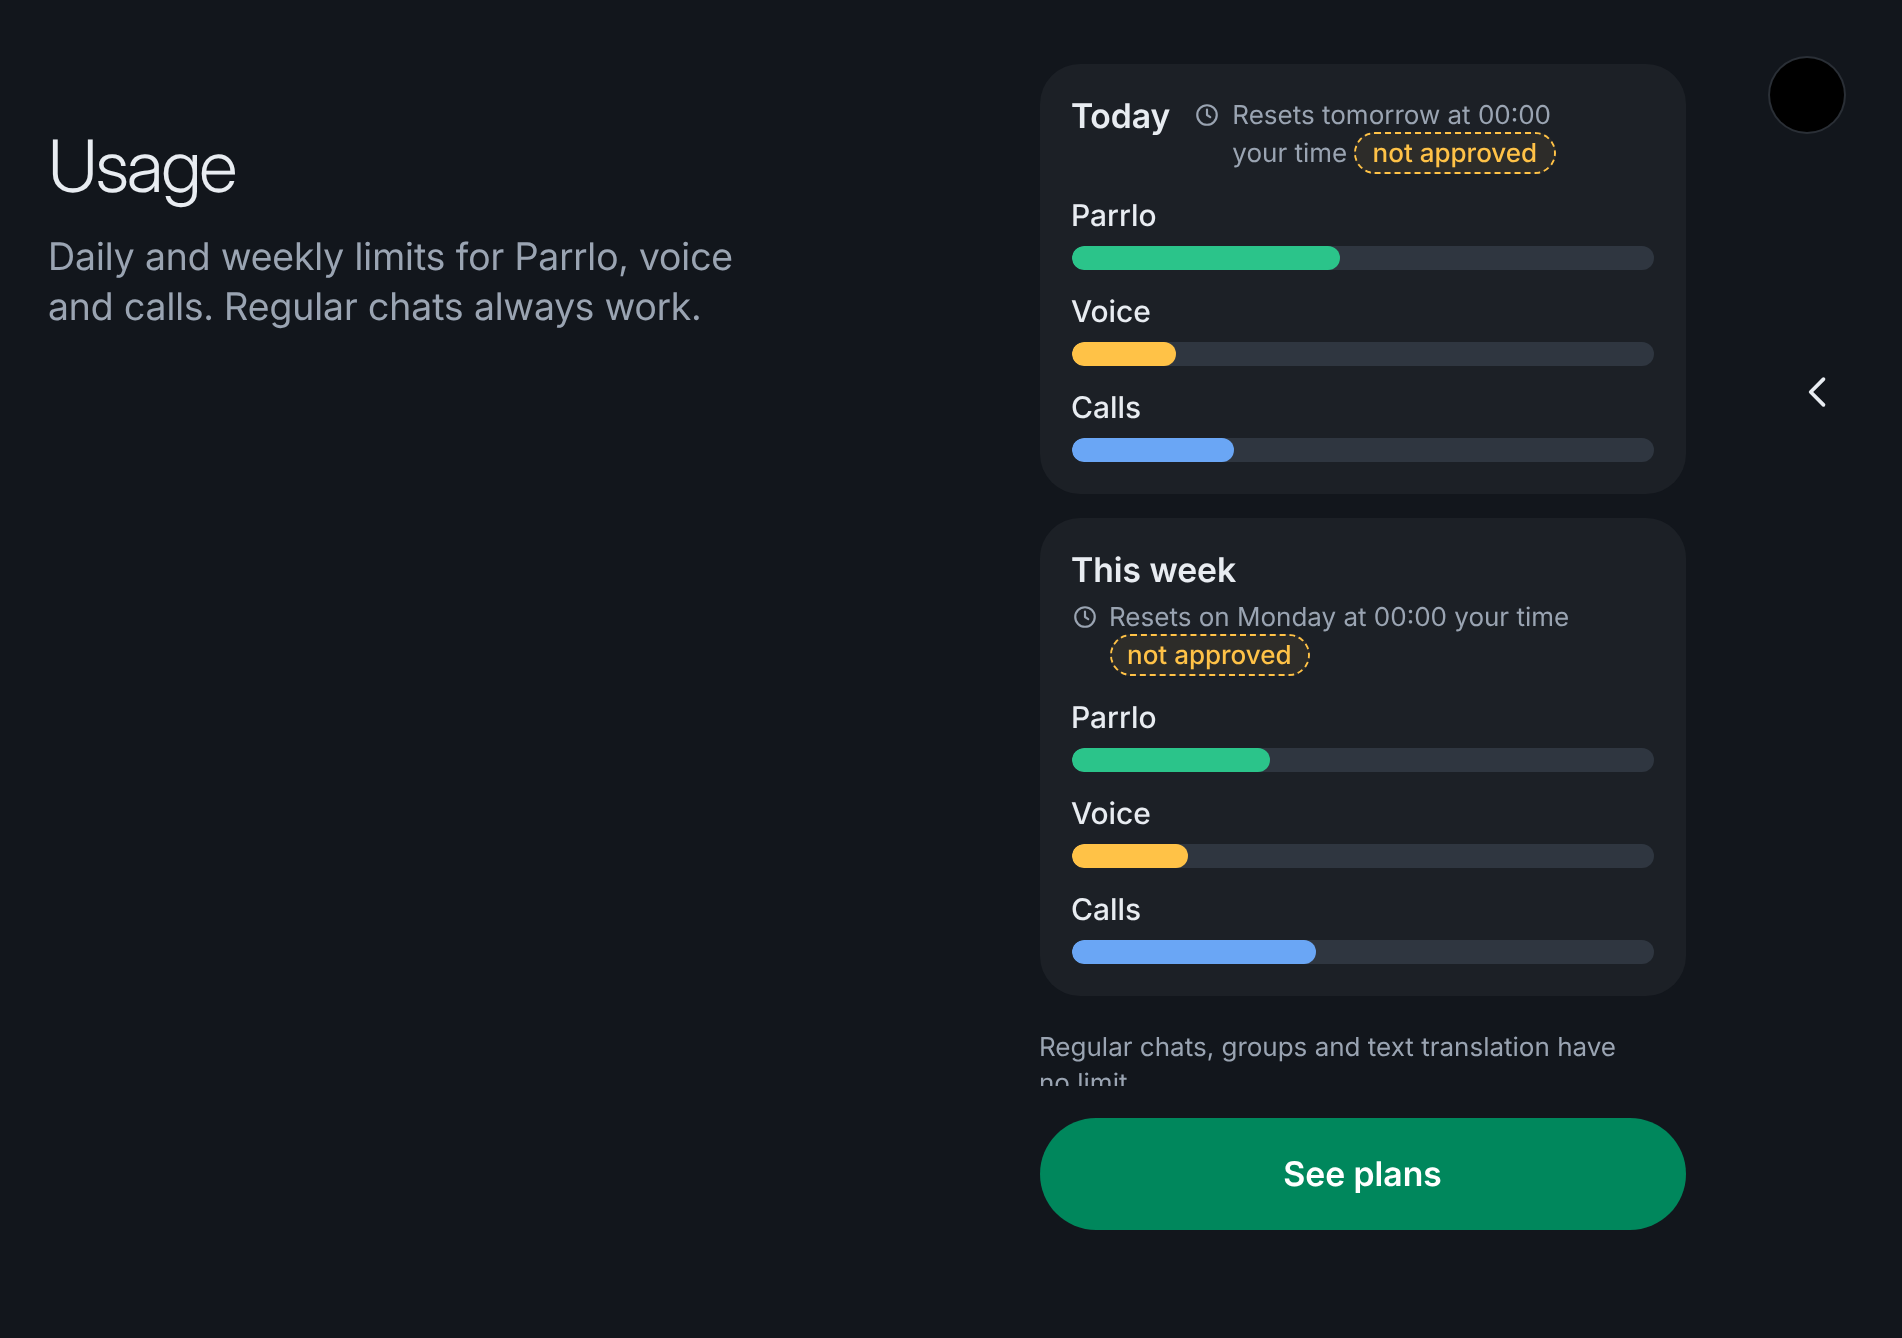 Usage
Daily and weekly limits for Parrlo, voice
and calls. Regular chats always work.
Today
Resets tomorrow at 00:00
your time not approved
Parrlo
Voice
Calls
This week
Resets on Monday at 00:00 your time
not approved
Parrlo
Voice
Calls
Regular chats, groups and text translation have
no limit
See plans